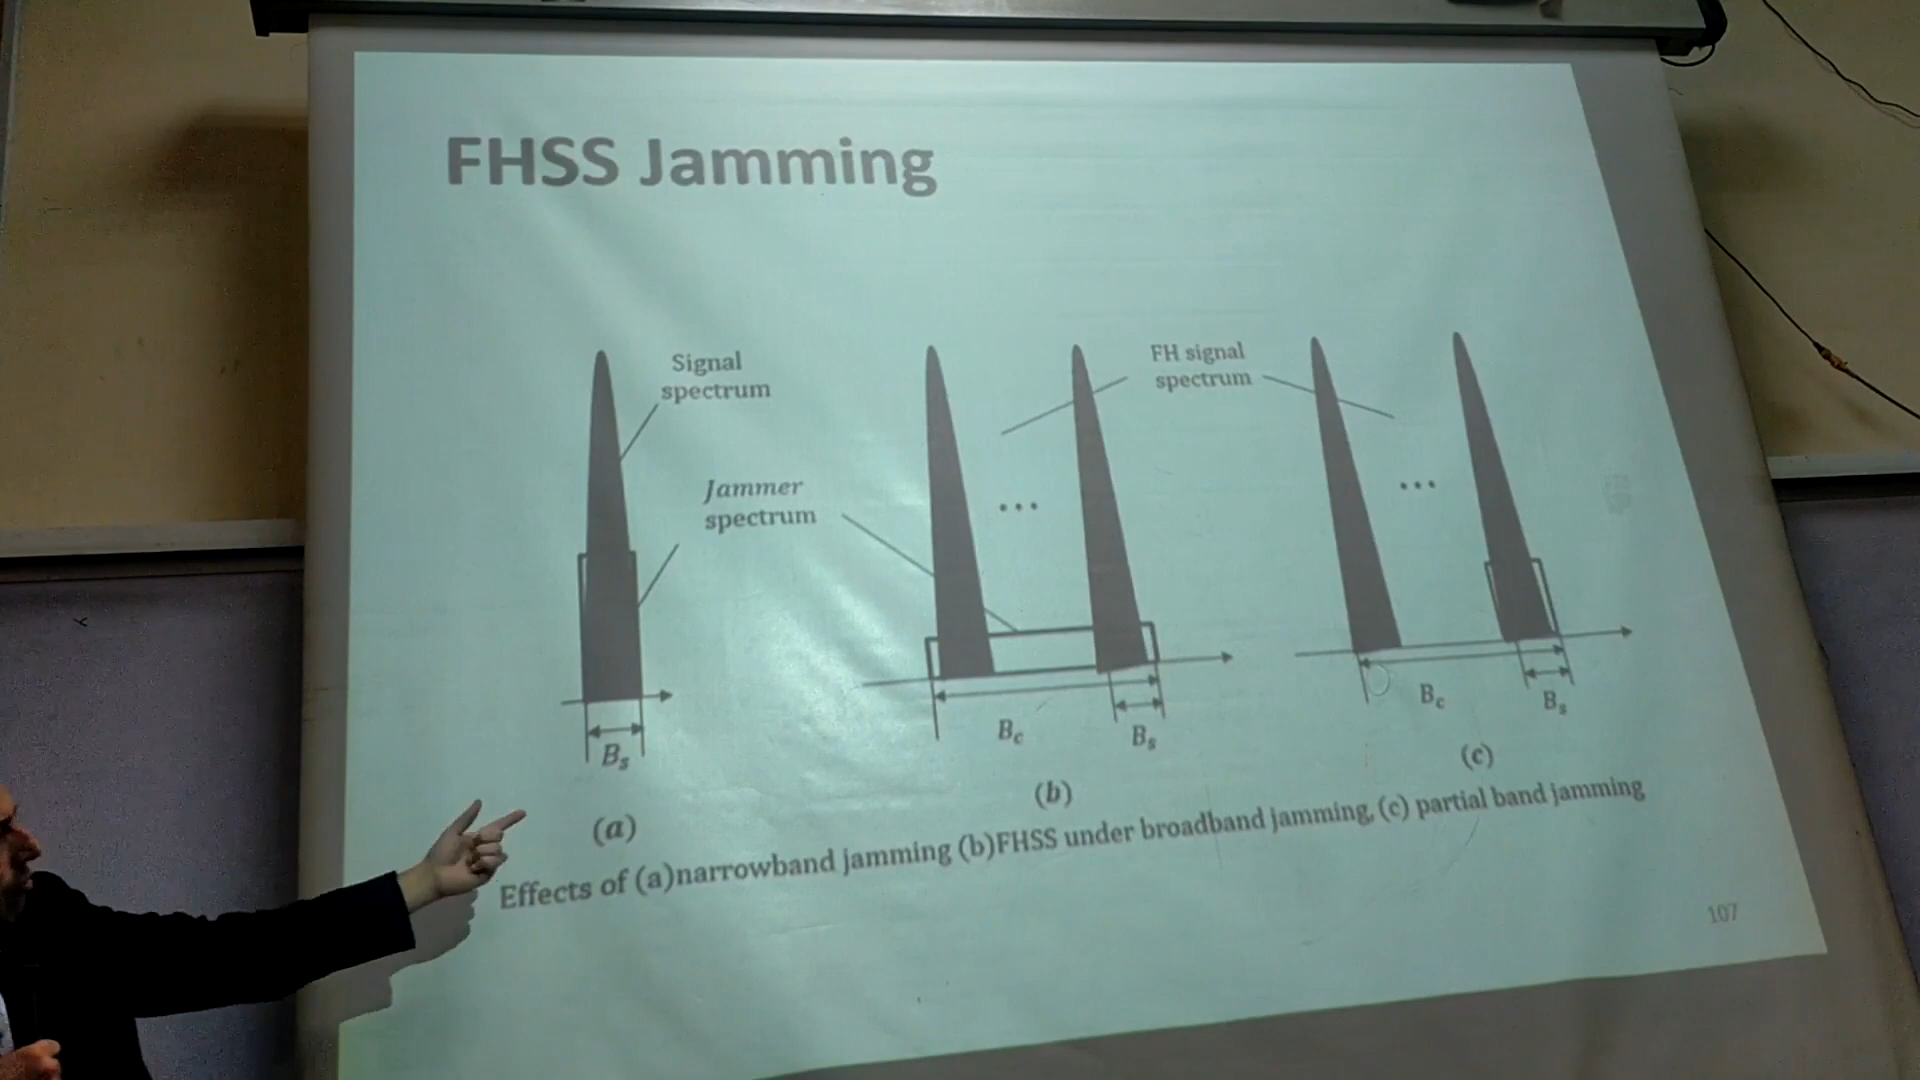 FHSS Jamming
Signal
spectrum
Jammer
spectrum
FH signal
spectrum
...
...
Bs
Bc
Bs
Bc
Bs
(a)
(b)
(c)
Effects of (a)narrowband jamming (b)FHSS under broadband jamming, (c) partial band jamming
107